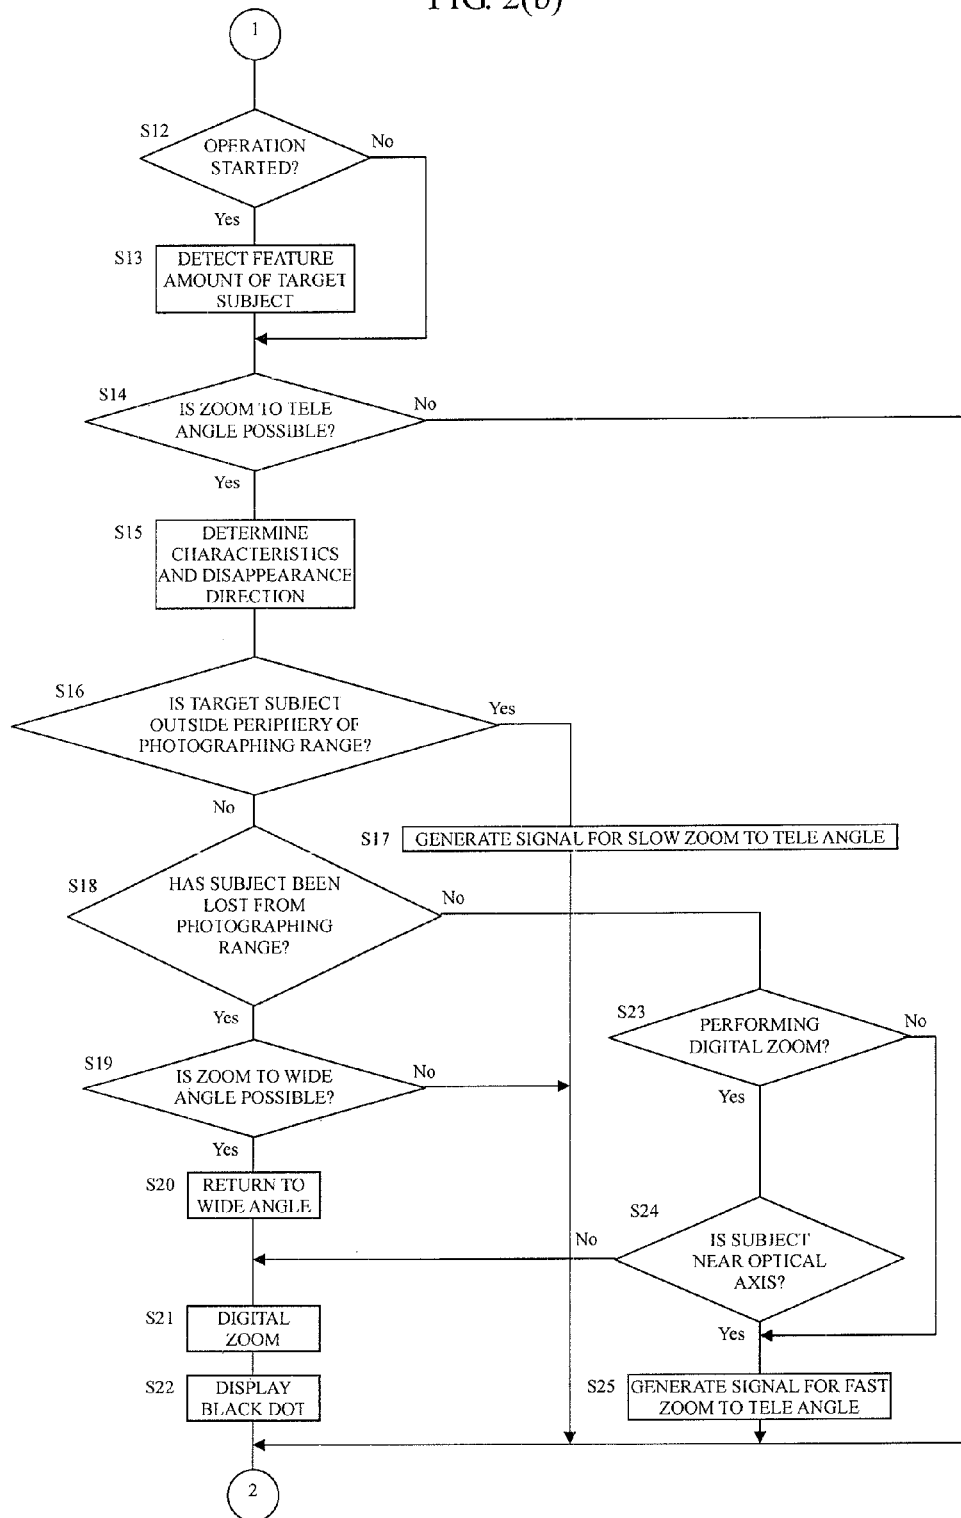 FIG. 2(b)
1
S12
OPERATION
STARTED?
No
Yes
S13
DETECT FEATURE
AMOUNT OF TARGET
SUBJECT
S14
IS ZOOM TO TELE
ANGLE POSSIBLE?
No
Yes
S15
DETERMINE
CHARACTERISTICS
AND DISAPPEARANCE
DIRECTION
S16
IS TARGET SUBJECT
OUTSIDE PERIPHERY OF
PHOTOGRAPHING RANGE?
Yes
No
S17
GENERATE SIGNAL FOR SLOW ZOOM TO TELE ANGLE
S18
HAS SUBJECT BEEN
LOST FROM
PHOTOGRAPHING
RANGE?
No
Yes
S23
PERFORMING
DIGITAL ZOOM?
No
Yes
S19
IS ZOOM TO WIDE
ANGLE POSSIBLE?
No
Yes
S20
RETURN TO
WIDE ANGLE
S24
IS SUBJECT
NEAR OPTICAL
AXIS?
No
Yes
S21
DIGITAL
ZOOM
S22
DISPLAY
BLACK DOT
S25
GENERATE SIGNAL FOR FAST
ZOOM TO TELE ANGLE
2